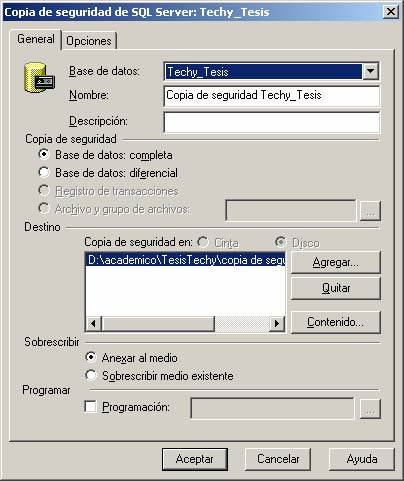 Copia de seguridad de SQL Server: Techy_Tesis
General Opciones
Base de datos: Techy_Tesis
Nombre: Copia de seguridad Techy_Tesis
Descripción:
Copia de seguridad
Base de datos: completa
Base de datos: diferencial
Registro de transacciones
Archivo y grupo de archivos: ...
Destino
Copia de seguridad en: Cinta Disco
D:\academico\TesisTechy\copia de segu
Agregar...
Quitar
Contenido...
Sobrescribir
Anexar al medio
Sobrescribir medio existente
Programar
Programación: ...
Aceptar Cancelar Ayuda